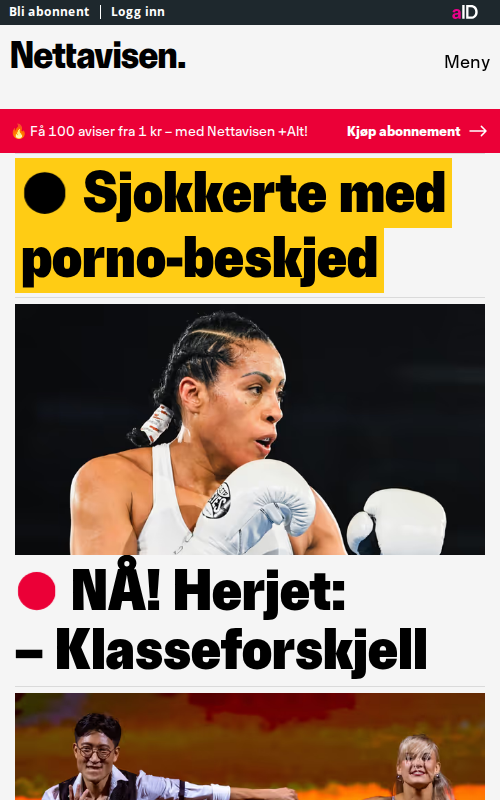 Bli abonnent | Logg inn
aID
Nettavisen.
Meny
🔥 Få 100 aviser fra 1 kr – med Nettavisen +Alt!
Kjøp abonnement →
Sjokkerte med
porno-beskjed
NÅ! Herjet:
– Klasseforskjell